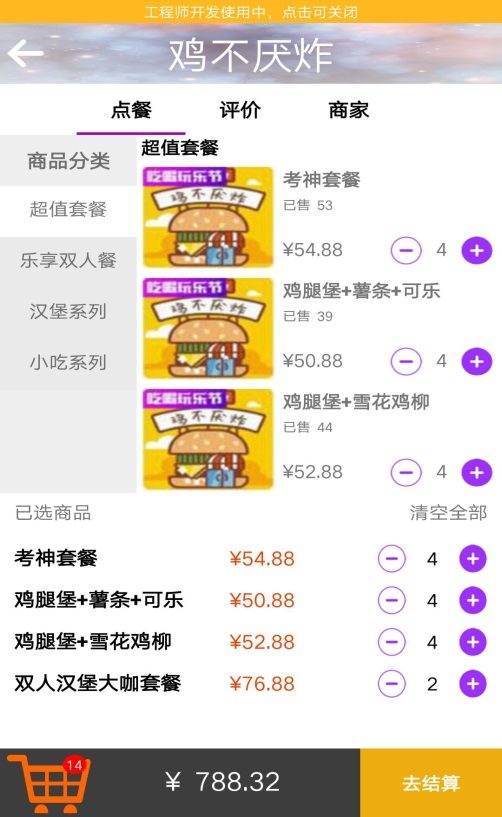 工程师开发使用中，点击可关闭
鸡不厌炸
点餐 评价 商家
商品分类
超值套餐
乐享双人餐
汉堡系列
小吃系列
超值套餐
吃喝玩乐节
鸡不厌炸
考神套餐
已售 53
¥54.88 4
吃喝玩乐节
鸡不厌炸
鸡腿堡+薯条+可乐
已售 39
¥50.88 4
吃喝玩乐节
鸡不厌炸
鸡腿堡+雪花鸡柳
已售 44
¥52.88 4
已选商品 清空全部
考神套餐 ¥54.88 4
鸡腿堡+薯条+可乐 ¥50.88 4
鸡腿堡+雪花鸡柳 ¥52.88 4
双人汉堡大咖套餐 ¥76.88 2
14 ¥ 788.32 去结算